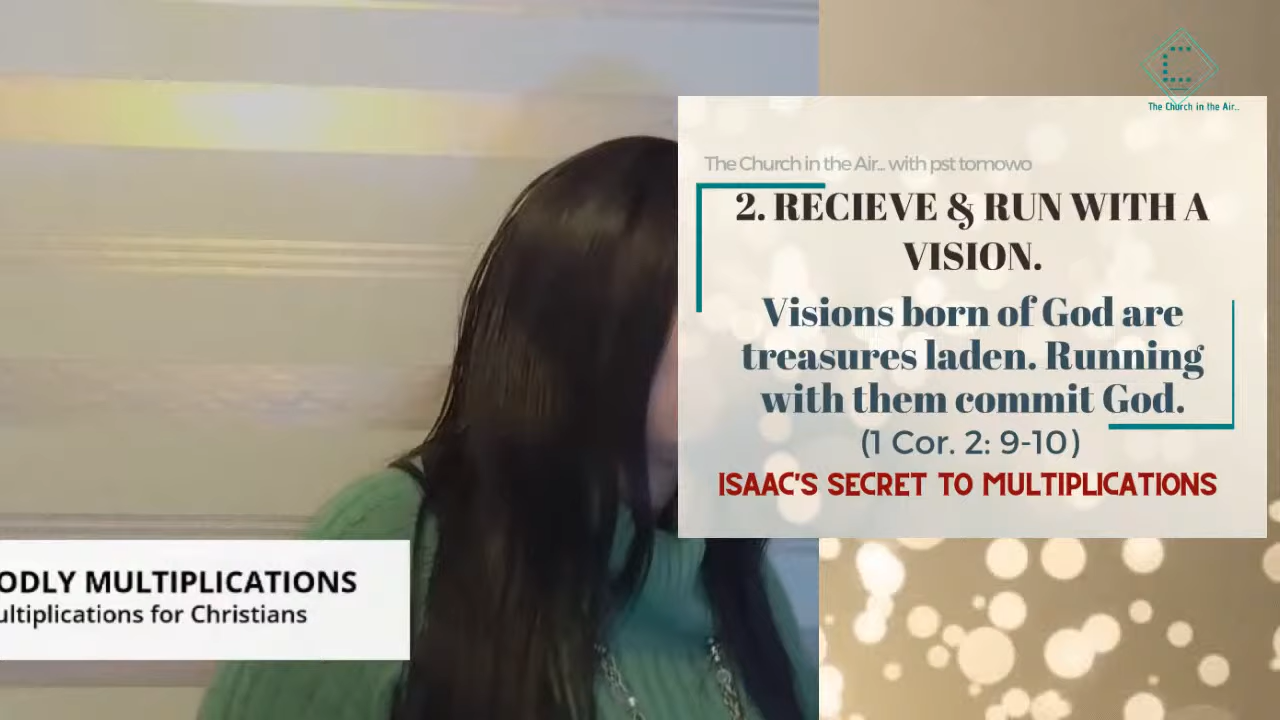 The Church in the Air...
The Church in the Air... with pst tomowo
2. RECIEVE & RUN WITH A
VISION.
Visions born of God are
treasures laden. Running
with them commit God.
(1 Cor. 2: 9-10)
ISAAC'S SECRET TO MULTIPLICATIONS
ODLY MULTIPLICATIONS
ultiplications for Christians